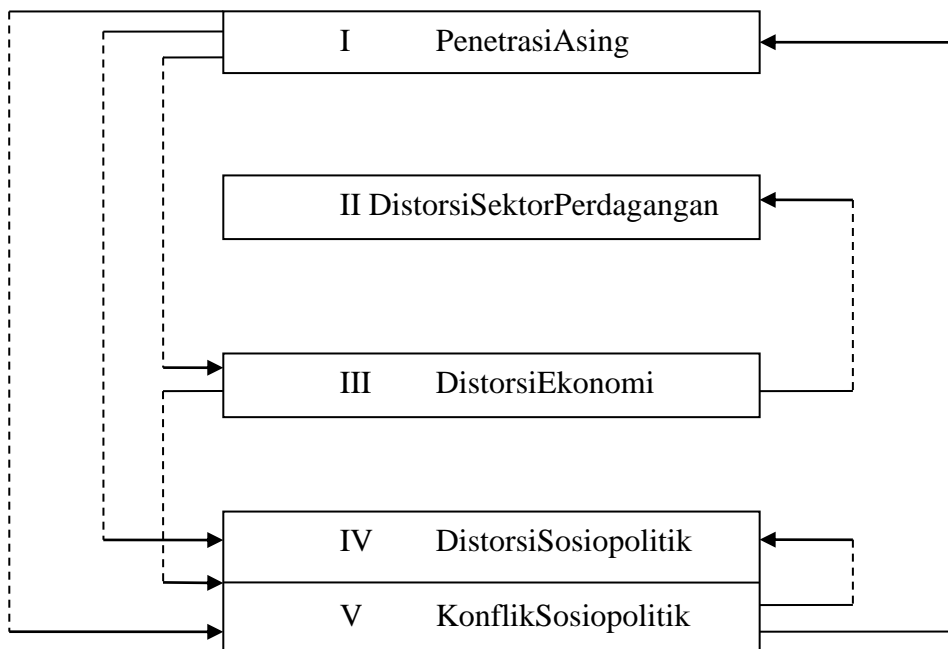 I PenetrasiAsing
II DistorsiSektorPerdagangan
III DistorsiEkonomi
IV DistorsiSosiopolitik
V KonflikSosiopolitik